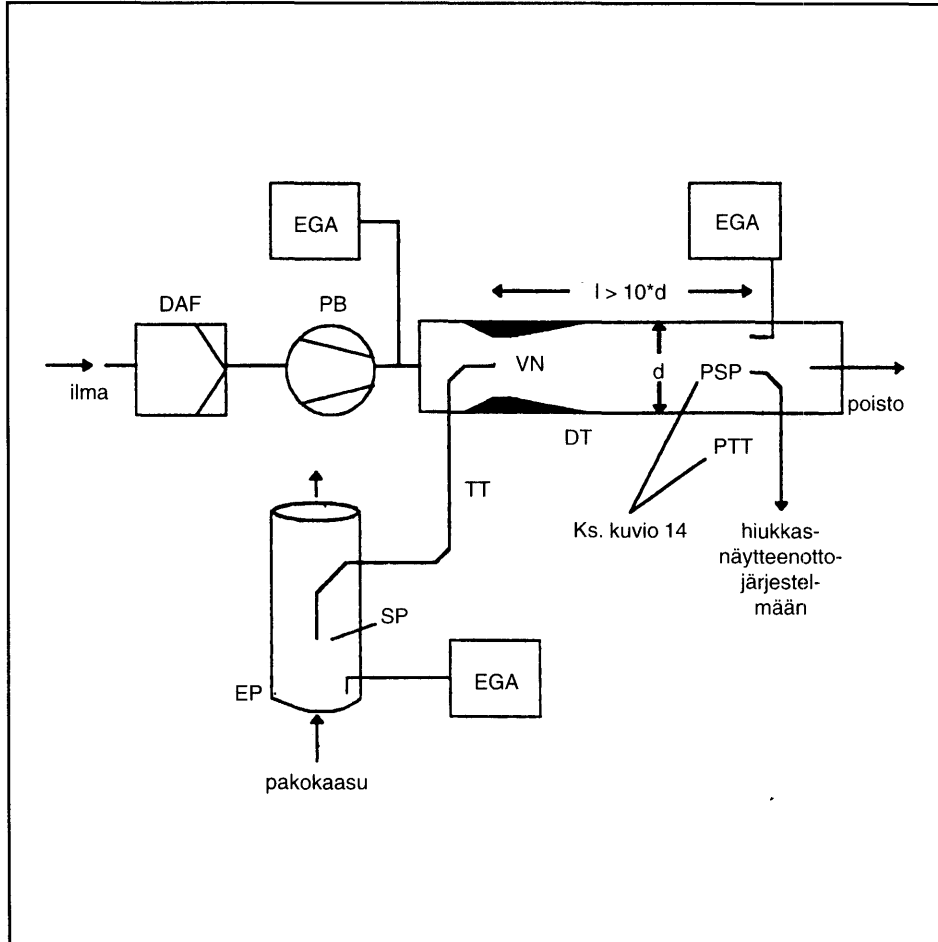 EGA
EGA
DAF
PB
l > 10*d
ilma
VN
d
PSP
poisto
DT
PTT
TT
Ks. kuvio 14
hiukkas-
näytteenotto-
järjestel-
mään
SP
EP
EGA
pakokaasu